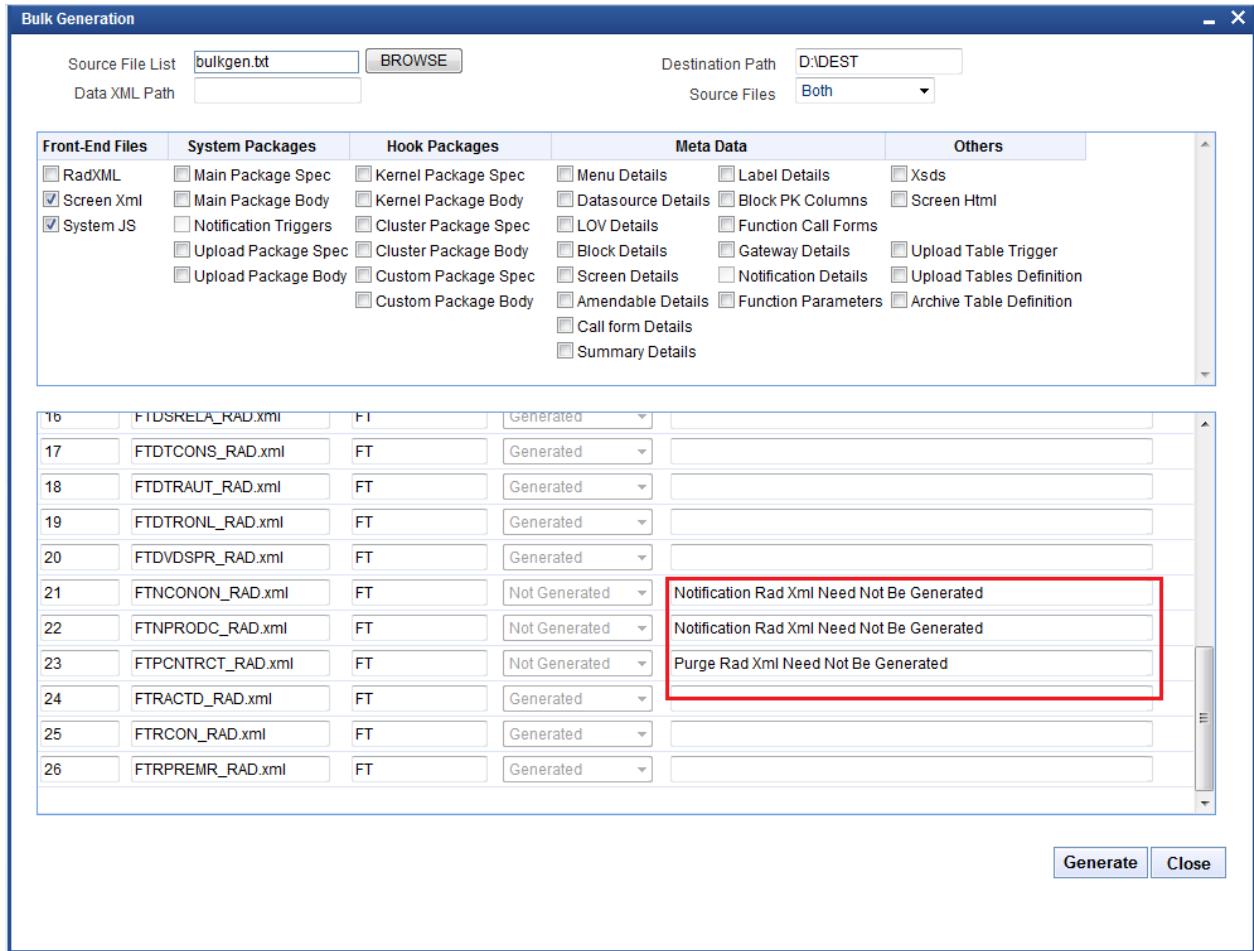 Bulk Generation
Source File List bulkgen.txt BROWSE Destination Path D:\DEST
Data XML Path Source Files Both
Front-End Files System Packages Hook Packages Meta Data Others
RadXML Main Package Spec Kernel Package Spec Menu Details Label Details Xsds
Screen Xml Main Package Body Kernel Package Body Datasource Details Block PK Columns Screen Html
System JS Notification Triggers Cluster Package Spec LOV Details Function Call Forms
Upload Package Spec Cluster Package Body Block Details Gateway Details Upload Table Trigger
Upload Package Body Custom Package Spec Screen Details Notification Details Upload Tables Definition
Custom Package Body Amendable Details Function Parameters Archive Table Definition
Call form Details
Summary Details
16 FTDSRELA_RAD.xml FT Generated
17 FTDTCONS_RAD.xml FT Generated
18 FTDTRAUT_RAD.xml FT Generated
19 FTDTRONL_RAD.xml FT Generated
20 FTDVDSPR_RAD.xml FT Generated
21 FTNCONON_RAD.xml FT Not Generated Notification Rad Xml Need Not Be Generated
22 FTNPRODC_RAD.xml FT Not Generated Notification Rad Xml Need Not Be Generated
23 FTPCNTRCT_RAD.xml FT Not Generated Purge Rad Xml Need Not Be Generated
24 FTRACTD_RAD.xml FT Generated
25 FTRCON_RAD.xml FT Generated
26 FTRPREMR_RAD.xml FT Generated
Generate Close